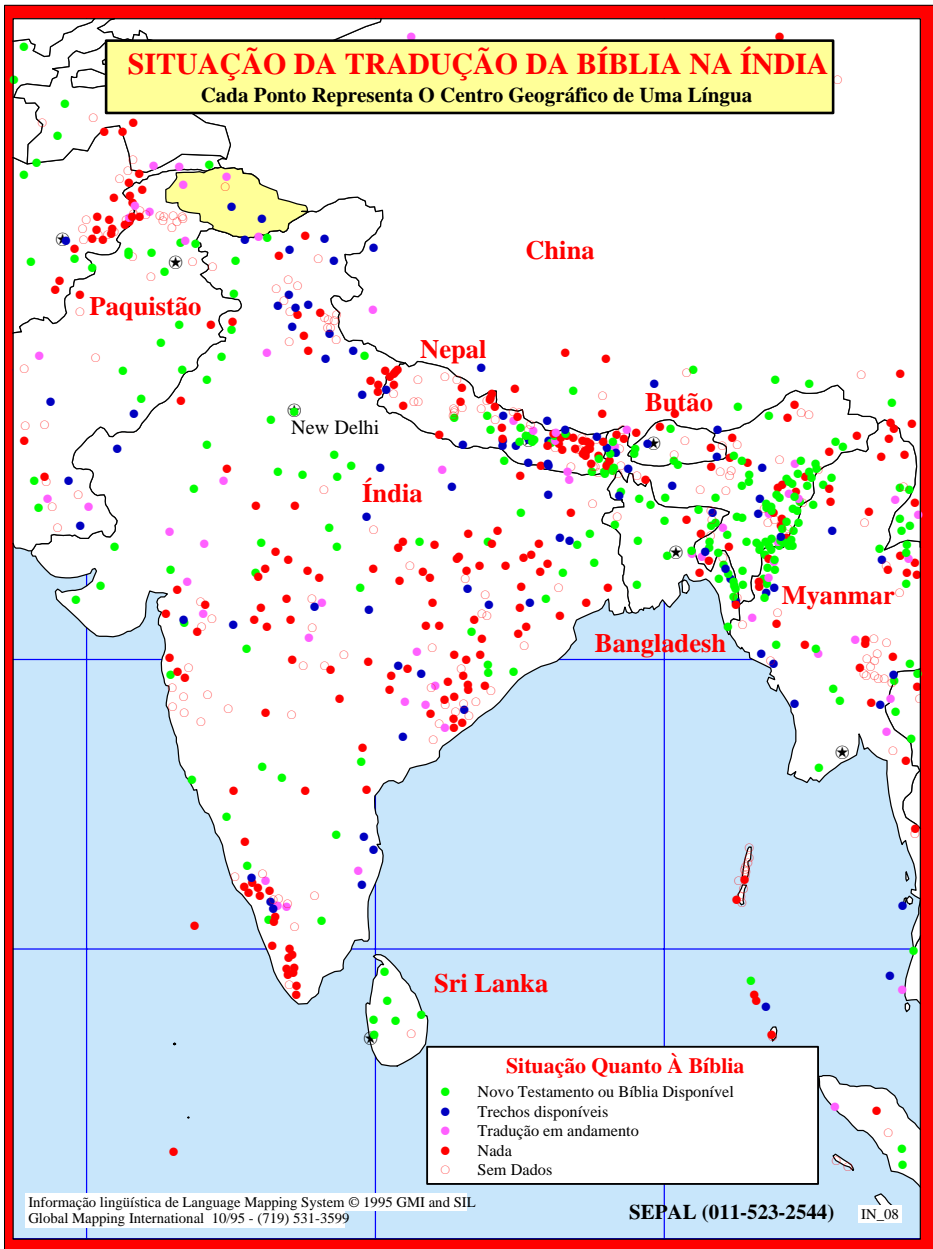 SITUAÇÃO DA TRADUÇÃO DA BÍBLIA NA ÍNDIA
Cada Ponto Representa O Centro Geográfico de Uma Língua
China
Paquistão
Nepal
Butão
New Delhi
Índia
Myanmar
Bangladesh
Sri Lanka
Situação Quanto À Bíblia
Novo Testamento ou Bíblia Disponível
Trechos disponíveis
Tradução em andamento
Nada
Sem Dados
Informação lingüística de Language Mapping System © 1995 GMI and SIL
Global Mapping International 10/95 - (719) 531-3599
SEPAL (011-523-2544)
IN_08